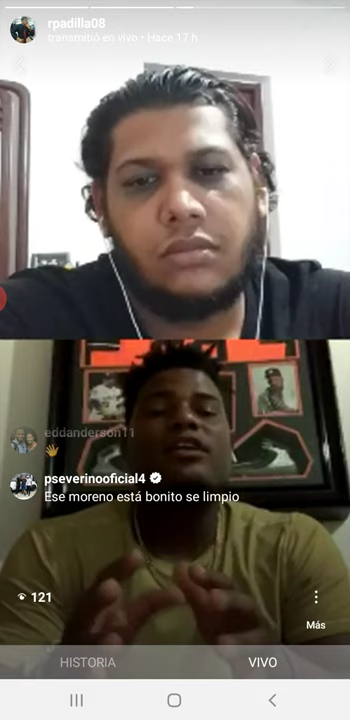 rpadilla08
transmitió en vivo • Hace 17 h
eddanderson11
👋
pseverinooficial4
Ese moreno está bonito se limpio
121
Más
HISTORIA
VIVO